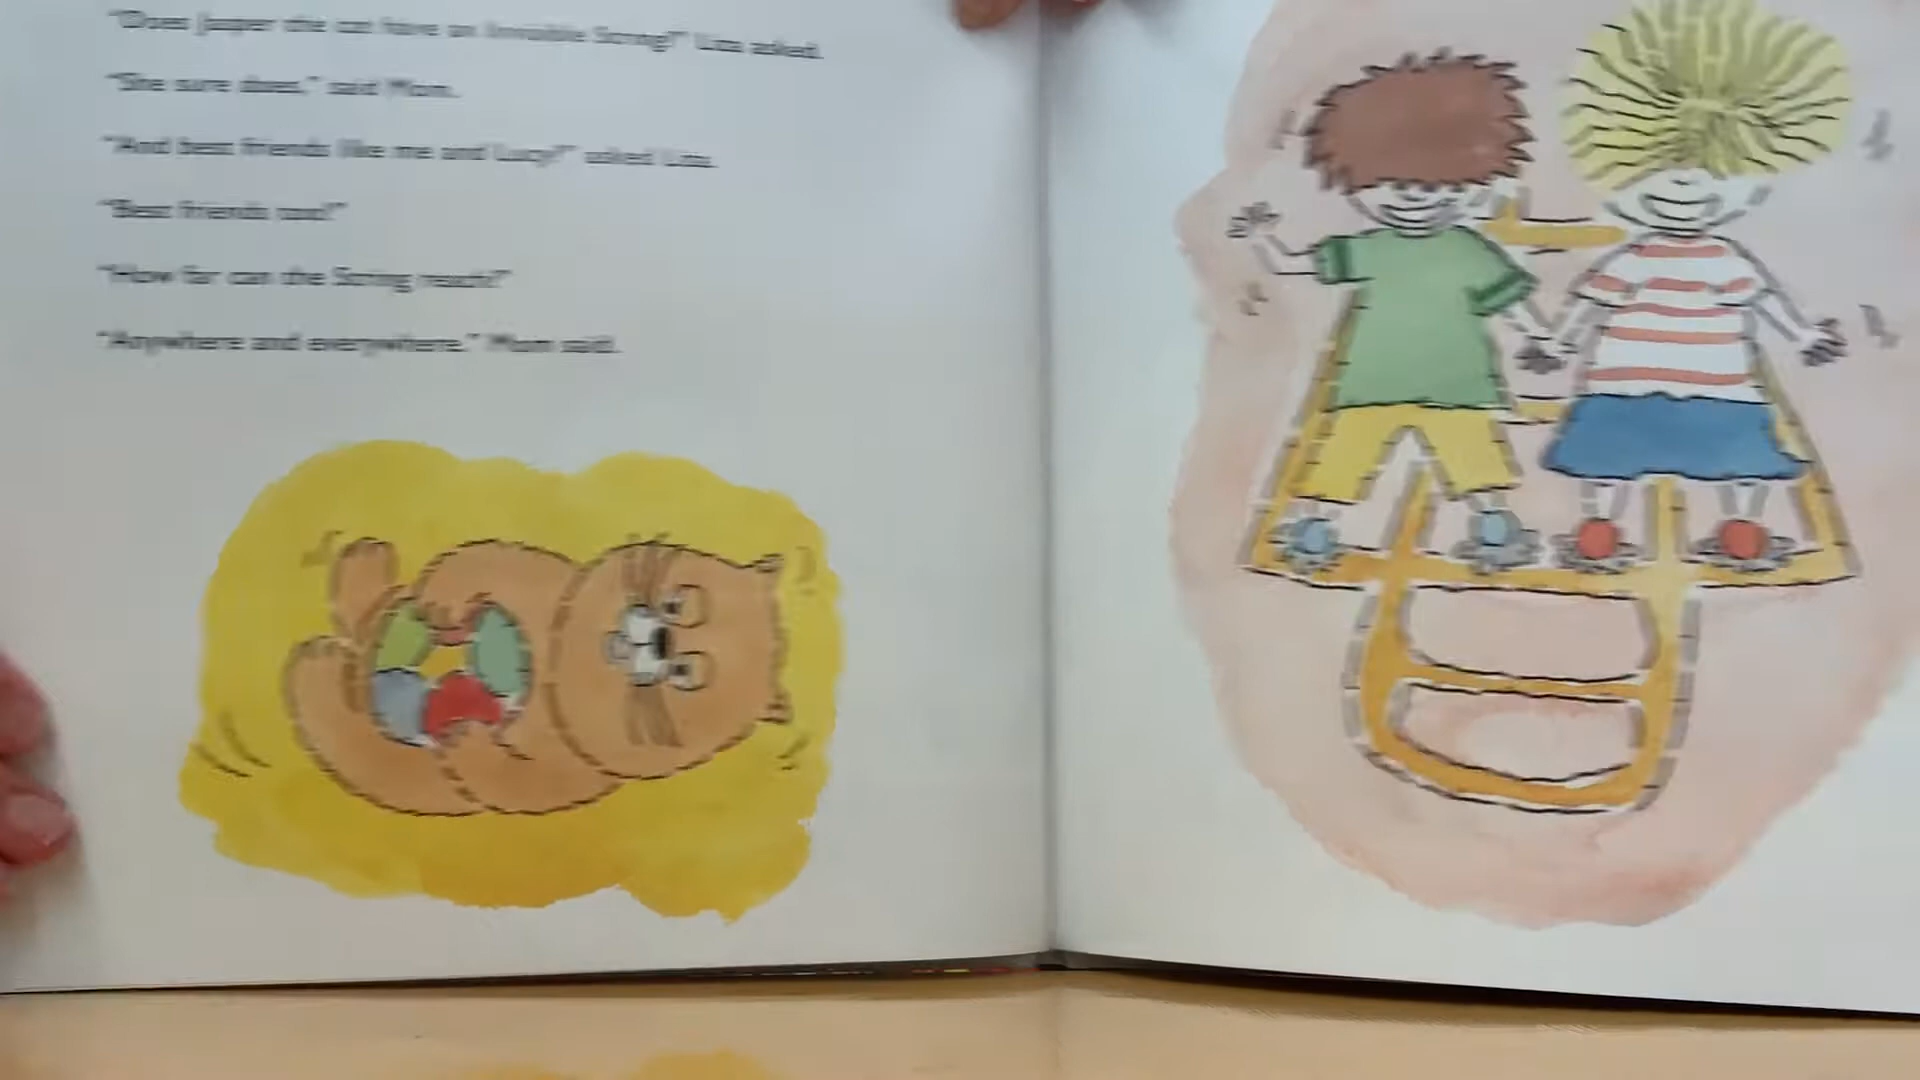 "Does Jasper the cat have an Invisible String?" Liza asked.
"She sure does," said Mom.
"And best friends like me and Lucy?" asked Liza.
"Best friends too!"
"How far can the String reach?"
"Anywhere and everywhere," Mom said.